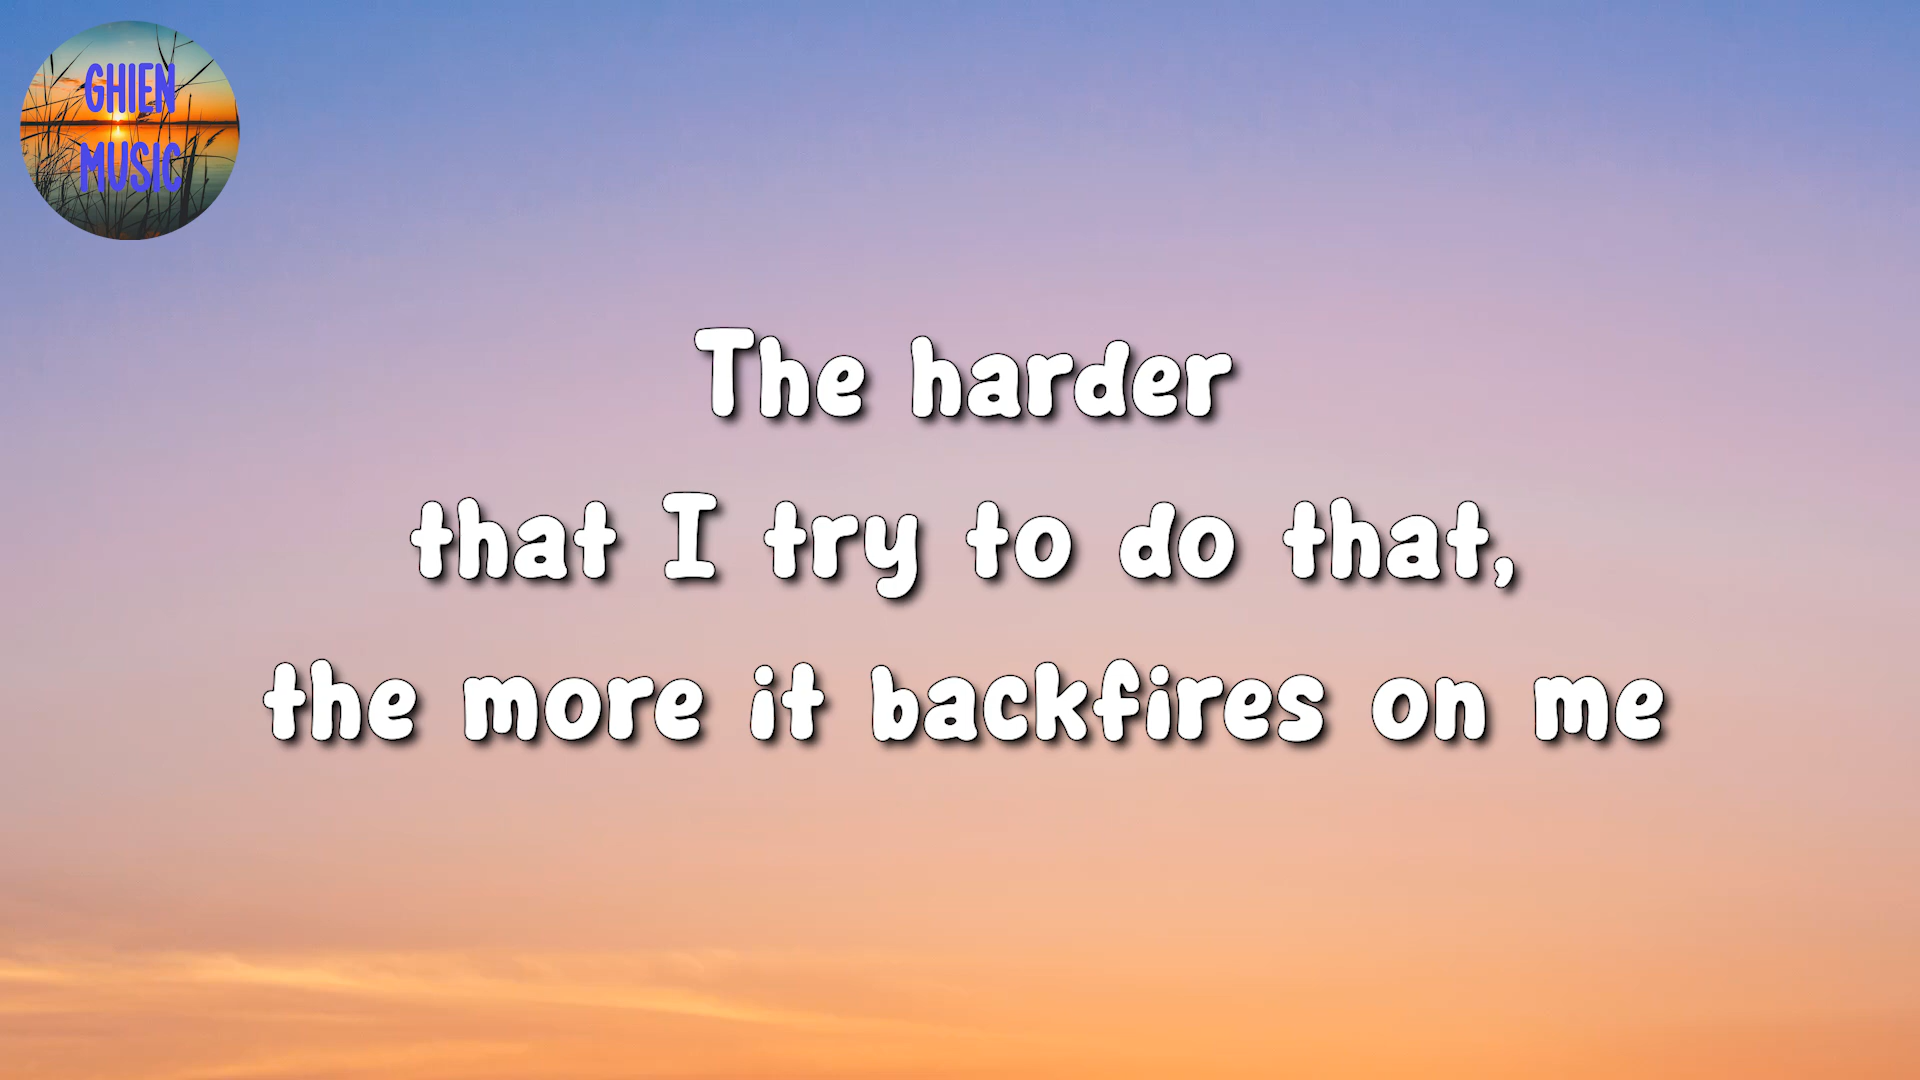 GHIEN
MUSIC
The harder
that I try to do that,
the more it backfires on me